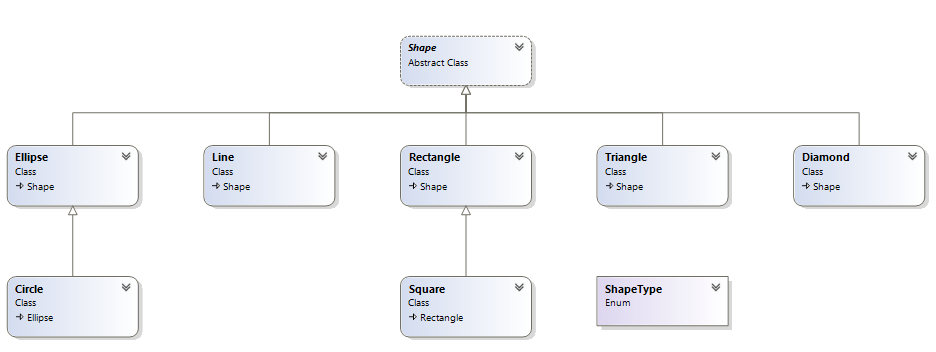 Shape
Abstract Class
Ellipse
Class
Shape
Line
Class
Shape
Rectangle
Class
Shape
Triangle
Class
Shape
Diamond
Class
Shape
Circle
Class
Ellipse
Square
Class
Rectangle
ShapeType
Enum